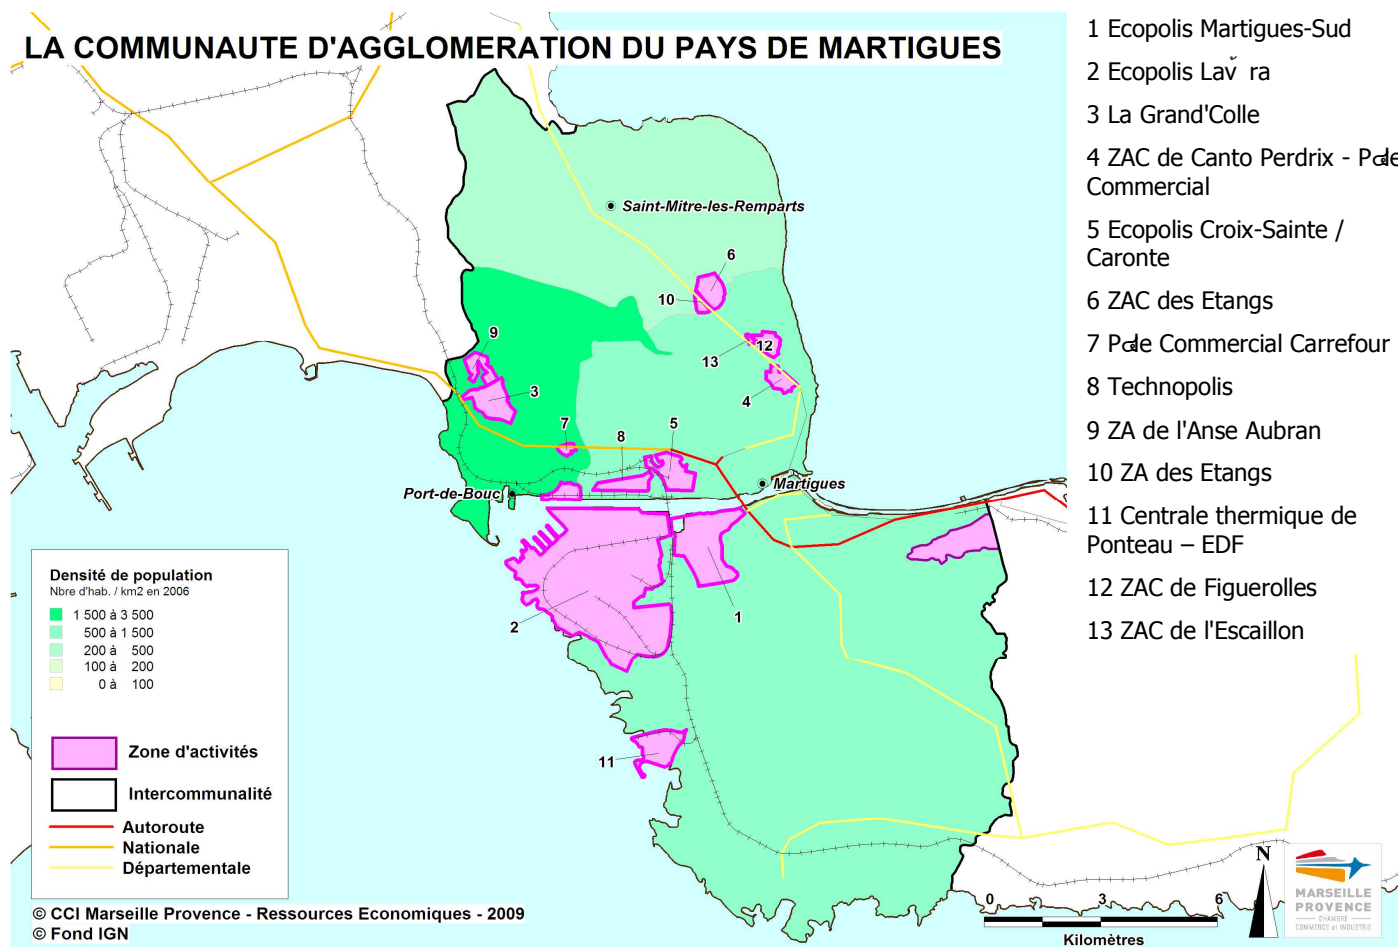 LA COMMUNAUTE D'AGGLOMERATION DU PAYS DE MARTIGUES
1 Ecopolis Martigues-Sud
2 Ecopolis Lav̌ ra
3 La Grand'Colle
4 ZAC de Canto Perdrix -
Commercial
5 Ecopolis Croix-Sainte /
Caronte
6 ZAC des Etangs
7 Commercial Carrefour
8 Technopolis
9 ZA de l'Anse Aubran
10 ZA des Etangs
11 Centrale thermique de
Ponteau – EDF
12 ZAC de Figuerolles
13 ZAC de l'Escaillon
Saint-Mitre-les-Remparts
6
10
9
12
13
3
4
7
8
5
Port-de-Bouc
Martigues
1
2
11
Densité de population
Nbre d'hab. / km2 en 2006
1 500 à 3 500
500 à 1 500
200 à 500
100 à 200
0 à 100
Zone d'activités
Intercommunalité
Autoroute
Nationale
Départementale
© CCI Marseille Provence - Ressources Economiques - 2009
© Fond IGN
0 3 6
Kilomètres
N
MARSEILLE
PROVENCE
CHAMBRE
COMMERCE et INDUSTRIE